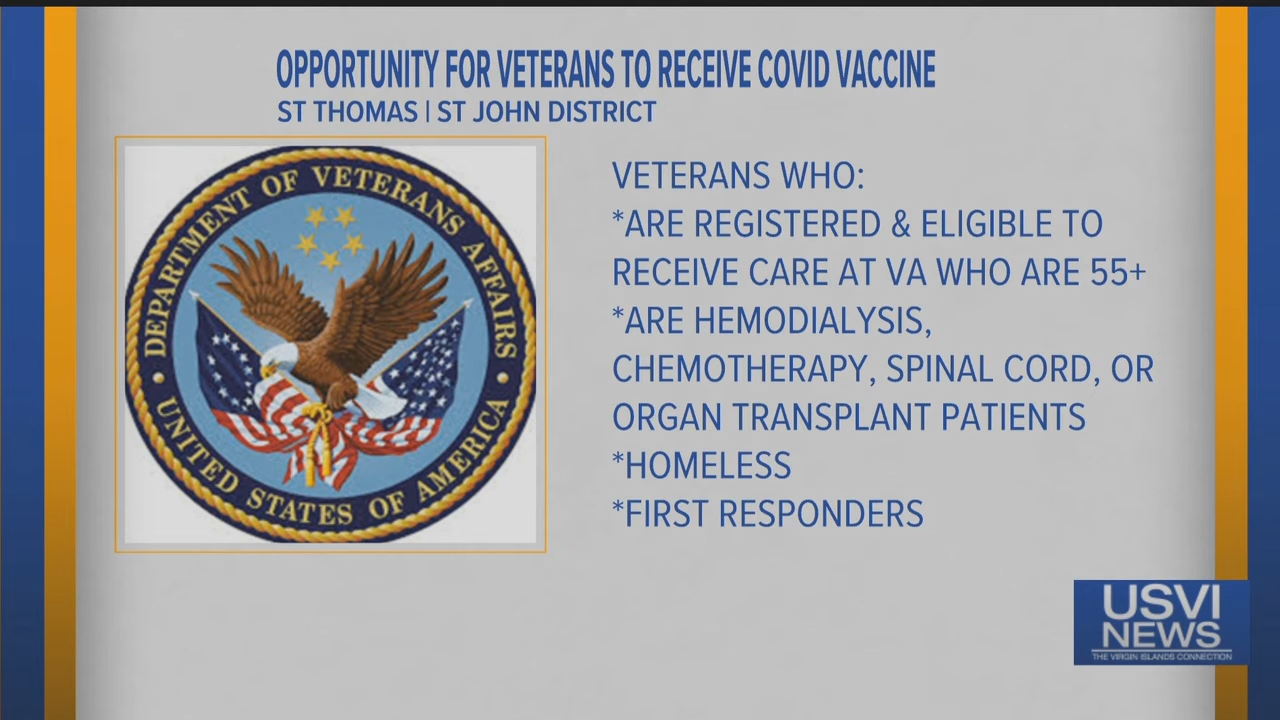 OPPORTUNITY FOR VETERANS TO RECEIVE COVID VACCINE
ST THOMAS | ST JOHN DISTRICT
DEPARTMENT OF VETERANS AFFAIRS
UNITED STATES OF AMERICA
VETERANS WHO:
*ARE REGISTERED & ELIGIBLE TO
RECEIVE CARE AT VA WHO ARE 55+
*ARE HEMODIALYSIS,
CHEMOTHERAPY, SPINAL CORD, OR
ORGAN TRANSPLANT PATIENTS
*HOMELESS
*FIRST RESPONDERS
USVI
NEWS
THE VIRGIN ISLANDS CONNECTION